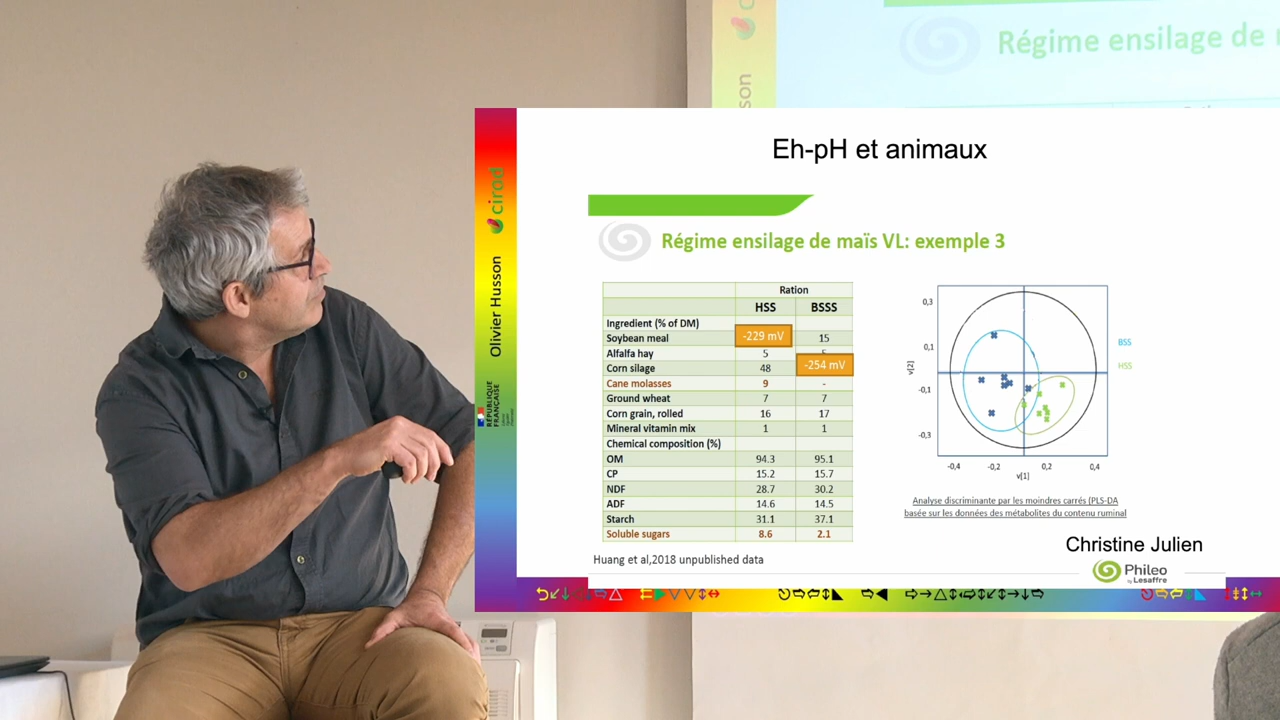 Régime ensilage de
sson
Eh-pH et animaux
cirad
Olivier Husson
RÉPUBLIQUE
FRANÇAISE
Régime ensilage de maïs VL: exemple 3
Ration
HSS BSSS
Ingredient (% of DM)
Soybean meal -229 mV 15
Alfalfa hay 5
Corn silage 48 -254 mV
Cane molasses 9 -
Ground wheat 7 7
Corn grain, rolled 16 17
Mineral vitamin mix 1 1
Chemical composition (%)
OM 94.3 95.1
CP 15.2 15.7
NDF 28.7 30.2
ADF 14.6 14.5
Starch 31.1 37.1
Soluble sugars 8.6 2.1
Huang et al,2018 unpublished data
0,3
0,1
-0,1
-0,3
v[2]
-0,4 -0,2 0,2 0,4
v[1]
BSS
HSS
Analyse discriminante par les moindres carrés (PLS-DA
basée sur les données des métabolites du contenu ruminal
Christine Julien
Phileo
by Lesaffre